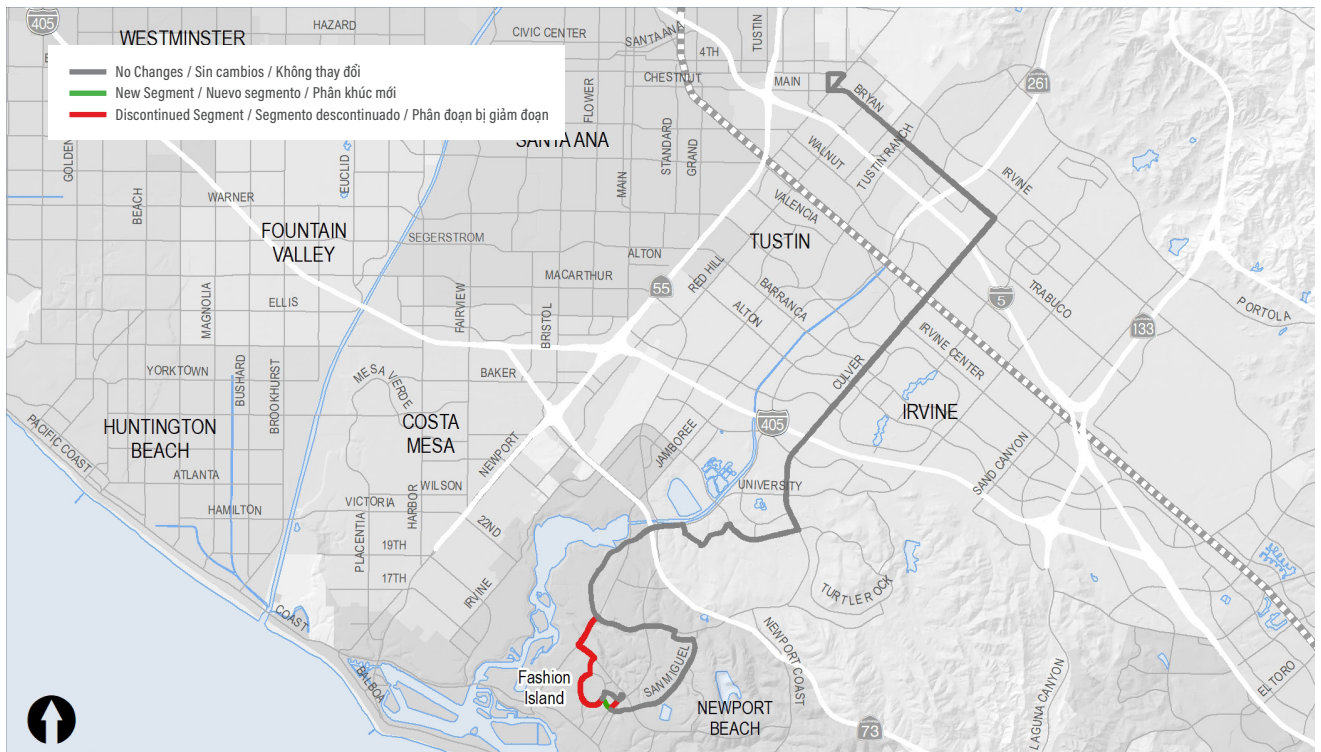 405
HAZARD
WESTMINSTER
CIVIC CENTER
SANTA ANA
TUSTIN
4TH
No Changes / Sin cambios / Không thay đổi
New Segment / Nuevo segmento / Phân khúc mới
Discontinued Segment / Segmento descontinuado / Phân đoạn bị giảm đoạn
CHESTNUT
MAIN
BRYAN
261
FLOWER
SANTA ANA
STANDARD
GRAND
MAIN
WALNUT
TUSTIN RANCH
IRVINE
GOLDEN
EUCLID
BEACH
WARNER
VALENCIA
FOUNTAIN
VALLEY
SEGERSTROM
ALTON
TUSTIN
MACARTHUR
RED HILL
BARRANCA
ALTON
55
5
TRABUCO
PORTOLA
133
MAGNOLIA
ELLIS
FAIRVIEW
BRISTOL
IRVINE CENTER
YORKTOWN
BUSHARD
BROOKHURST
MESA VERDE
BAKER
CULVER
IRVINE
HUNTINGTON
BEACH
COSTA
MESA
405
PACIFIC COAST
NEWPORT
JAMBOREE
SAND CANYON
ATLANTA
WILSON
UNIVERSITY
HAMILTON
VICTORIA
HARBOR
PLACENTIA
22ND
19TH
17TH
IRVINE
TURTLE ROCK
COAST
NEWPORT COAST
BALBOA
Fashion
Island
SAN MIGUEL
NEWPORT
BEACH
73
LAGUNA CANYON
EL TORO